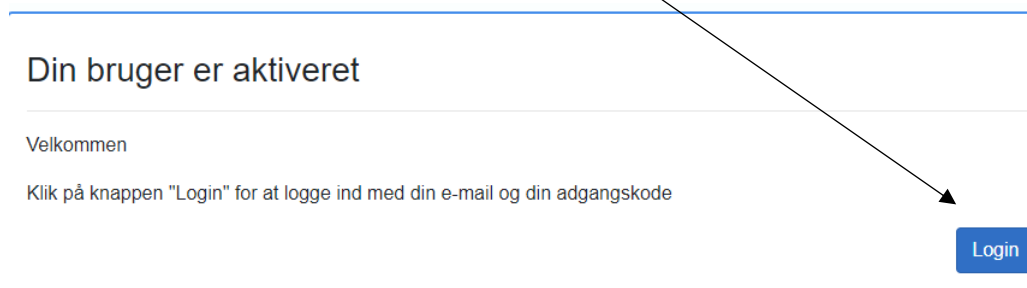 Din bruger er aktiveret
Velkommen
Klik på knappen "Login" for at logge ind med din e-mail og din adgangskode
Login